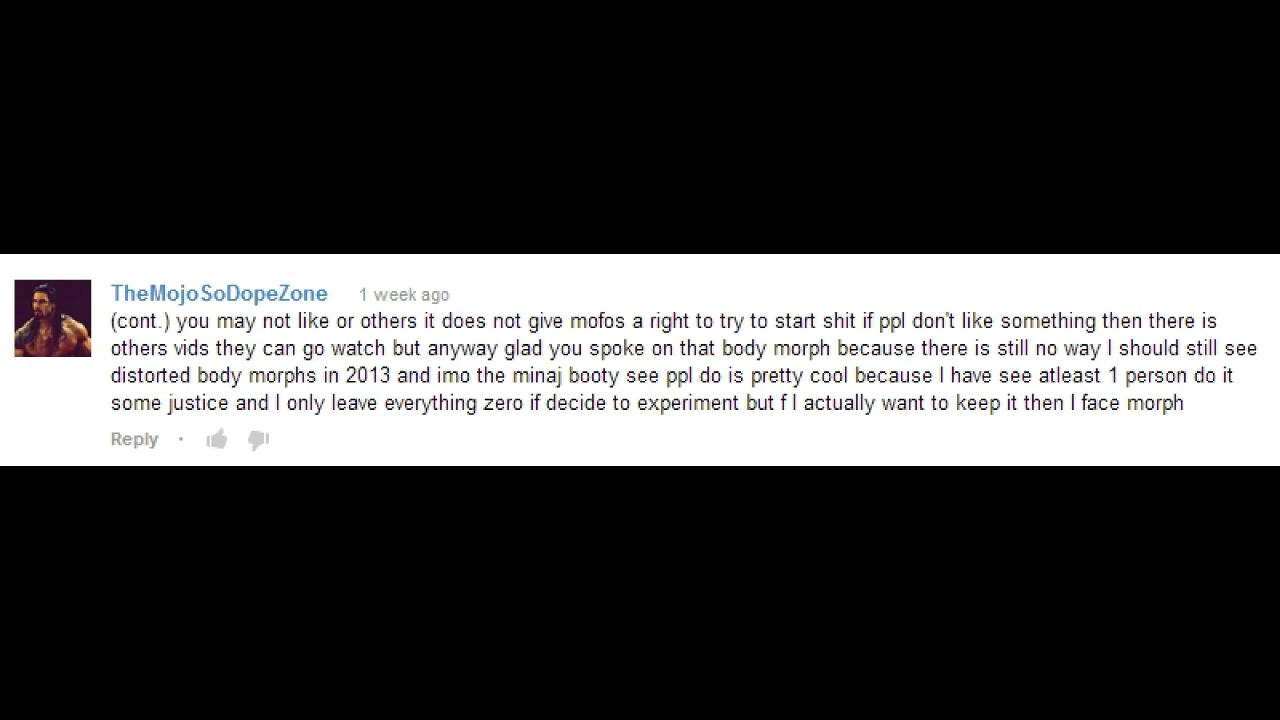 TheMojoSoDopeZone 1 week ago
(cont.) you may not like or others it does not give mofos a right to try to start shit if ppl don't like something then there is
others vids they can go watch but anyway glad you spoke on that body morph because there is still no way I should still see
distorted body morphs in 2013 and imo the minaj booty see ppl do is pretty cool because I have see atleast 1 person do it
some justice and I only leave everything zero if decide to experiment but f I actually want to keep it then I face morph
Reply ·